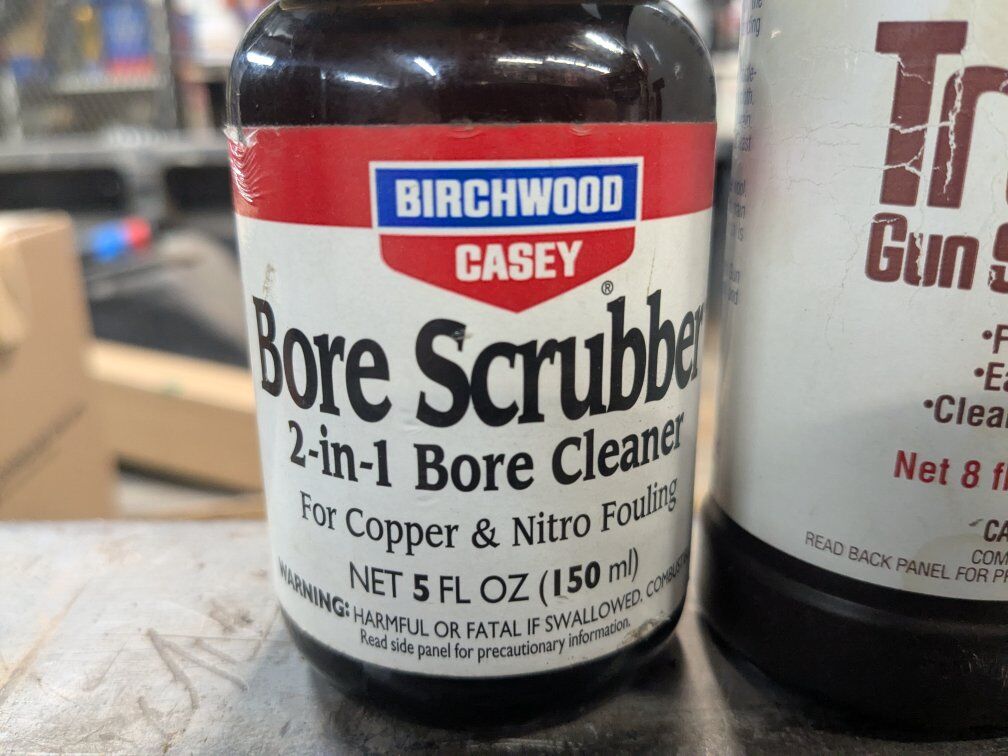 BIRCHWOOD
CASEY
®
Bore Scrubber
2-in-1 Bore Cleaner
For Copper & Nitro Fouling
NET 5 FL OZ (150 ml)
WARNING: HARMFUL OR FATAL IF SWALLOWED.
Read side panel for precautionary information.
Gun
Net 8 fl
READ BACK PANEL FOR